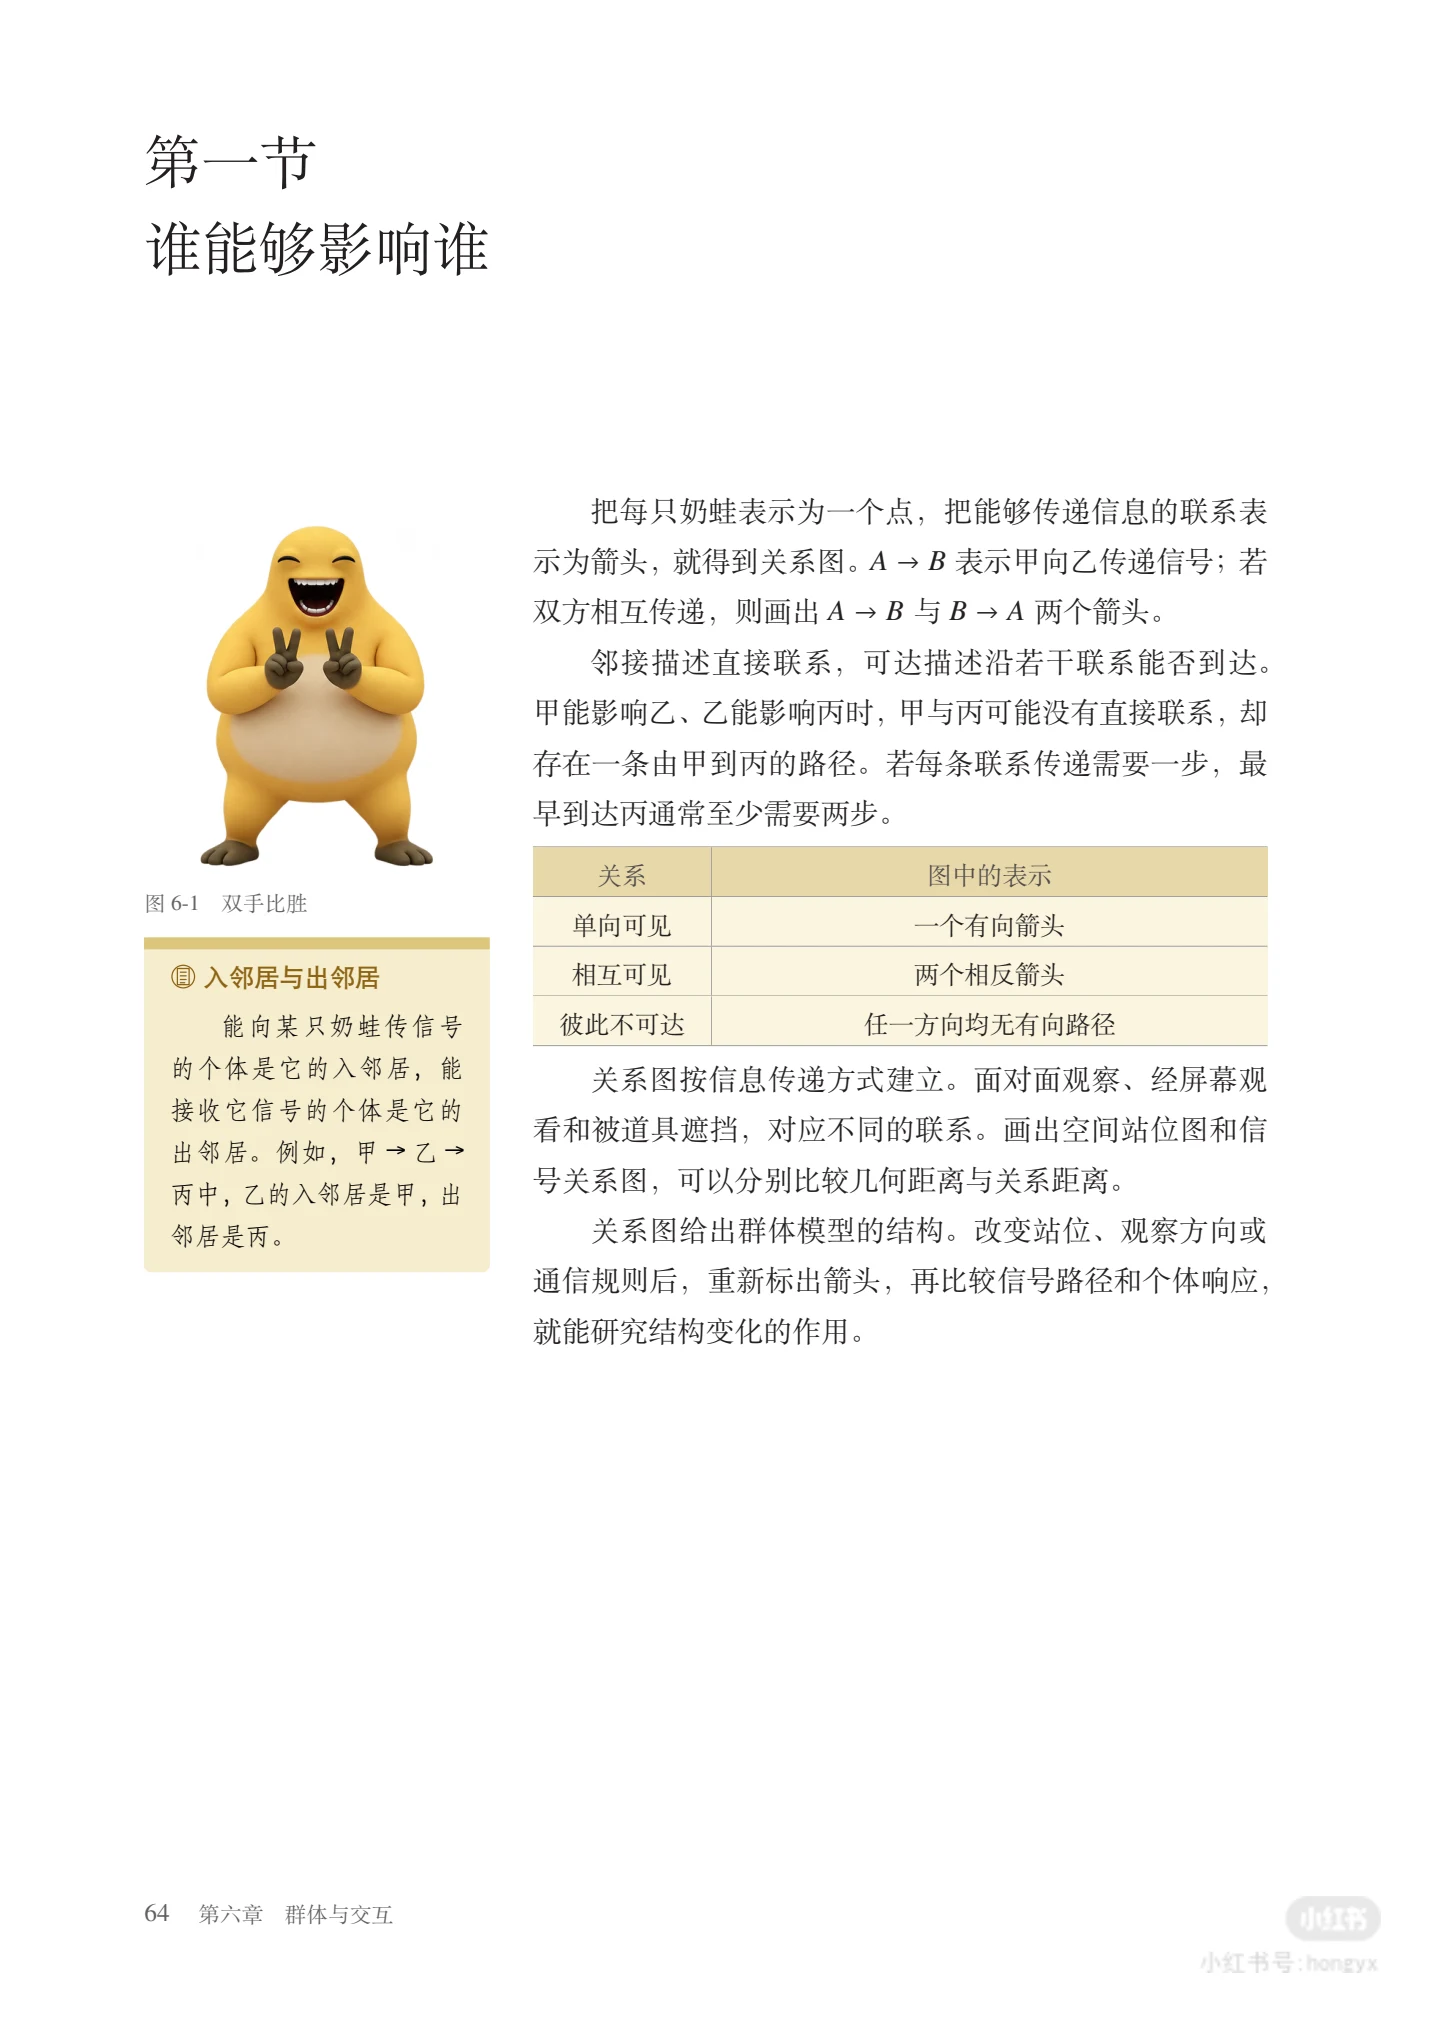 第一节
谁能够影响谁
把每只奶蛙表示为一个点，把能够传递信息的联系表
示为箭头，就得到关系图。A → B 表示甲向乙传递信号；若
双方相互传递，则画出 A → B 与 B → A 两个箭头。
邻接描述直接联系，可达描述沿若干联系能否到达。
甲能影响乙、乙能影响丙时，甲与丙可能没有直接联系，却
存在一条由甲到丙的路径。若每条联系传递需要一步，最
早到达丙通常至少需要两步。
关系 图中的表示
单向可见 一个有向箭头
相互可见 两个相反箭头
彼此不可达 任一方向均无有向路径
关系图按信息传递方式建立。面对面观察、经屏幕观
看和被道具遮挡，对应不同的联系。画出空间站位图和信
号关系图，可以分别比较几何距离与关系距离。
关系图给出群体模型的结构。改变站位、观察方向或
通信规则后，重新标出箭头，再比较信号路径和个体响应，
就能研究结构变化的作用。
图 6-1 双手比胜
入邻居与出邻居
能向某只奶蛙传信号
的个体是它的入邻居，能
接收它信号的个体是它的
出邻居。例如，甲→乙→
丙中，乙的入邻居是甲，出
邻居是丙。
64 第六章 群体与交互
小红书
小红书号:hongyx